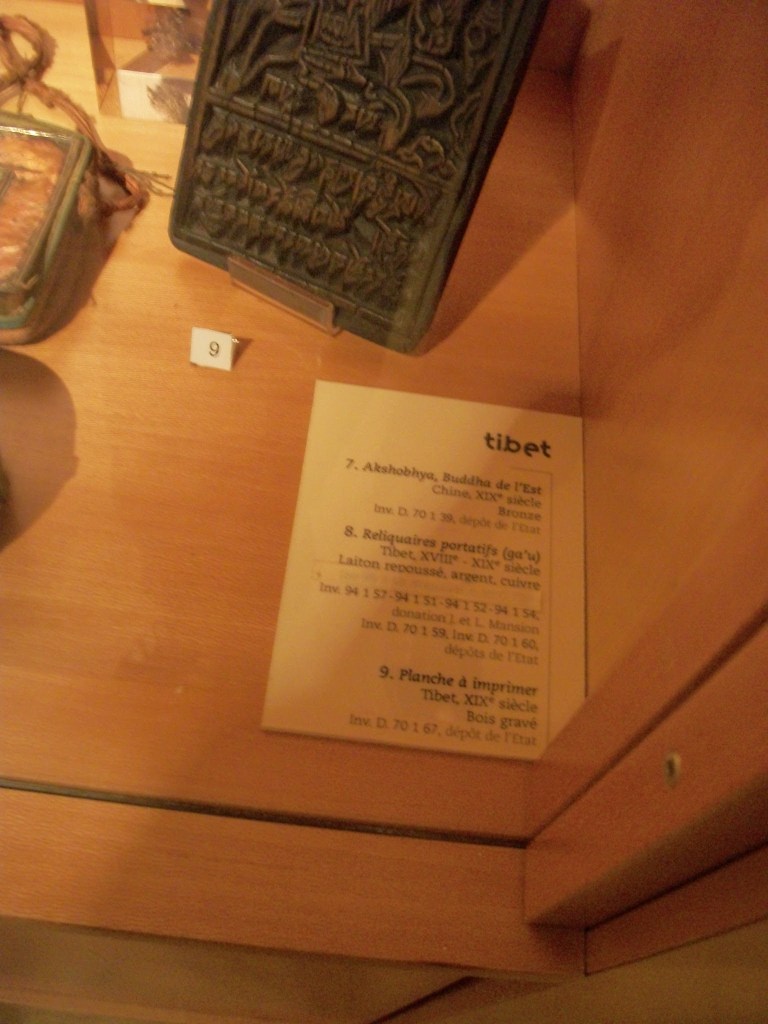 9
tibet
7. Akshobhya, Buddha de l'Est
Chine, XIXe siècle
Bronze
Inv. D. 70 1 39, dépôt de l'Etat
8. Reliquaires portatifs (ga'u)
Tibet, XVIIIe - XIXe siècle
Laiton repoussé, argent, cuivre
Inv. 94 1 57-94 1 51-94 1 52-94 1 54,
donation J. et L. Mansion
Inv. D. 70 1 59, Inv. D. 70 1 60,
dépôts de l'Etat
9. Planche à imprimer
Tibet, XIXe siècle
Bois gravé
Inv. D. 70 1 67, dépôt de l'Etat